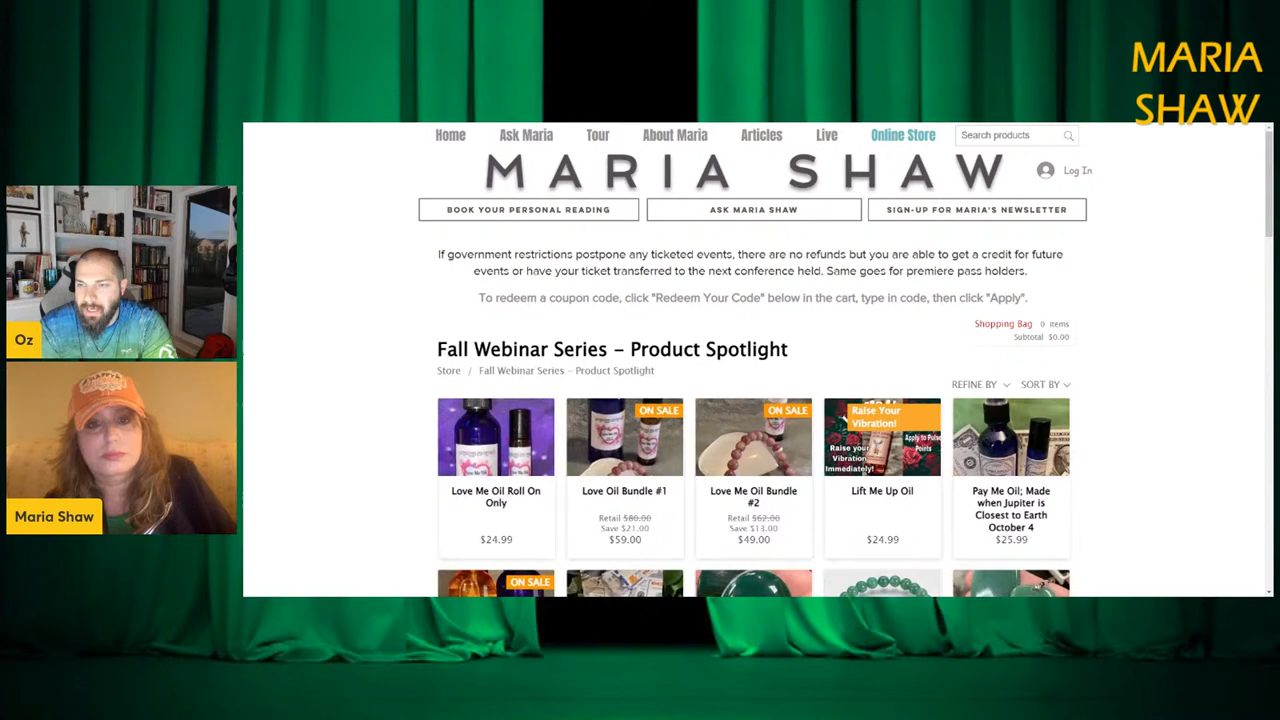 MARIA
SHAW
Home Ask Maria Tour About Maria Articles Live Online Store Search products
MARIA SHAW
Log In
BOOK YOUR PERSONAL READING
ASK MARIA SHAW
SIGN-UP FOR MARIA'S NEWSLETTER
If government restrictions postpone any ticketed events, there are no refunds but you are able to get a credit for future
events or have your ticket transferred to the next conference held. Same goes for premiere pass holders.
To redeem a coupon code, click "Redeem Your Code" below in the cart, type in code, then click "Apply".
Shopping Bag 0 items
Subtotal $0.00
Fall Webinar Series – Product Spotlight
Store / Fall Webinar Series – Product Spotlight
REFINE BY SORT BY
Love Me Oil Roll On
Only
$24.99
ON SALE
Love Oil Bundle #1
Retail $80.00
Save $21.00
$59.00
ON SALE
Love Me Oil Bundle
#2
Retail $62.00
Save $13.00
$49.00
Raise Your
Vibration!
Apply to Pulse
Points
Raise your
Vibration
Immediately!
Lift Me Up Oil
$24.99
Pay Me Oil; Made
when Jupiter is
Closest to Earth
October 4
$25.99
ON SALE
Oz
Maria Shaw